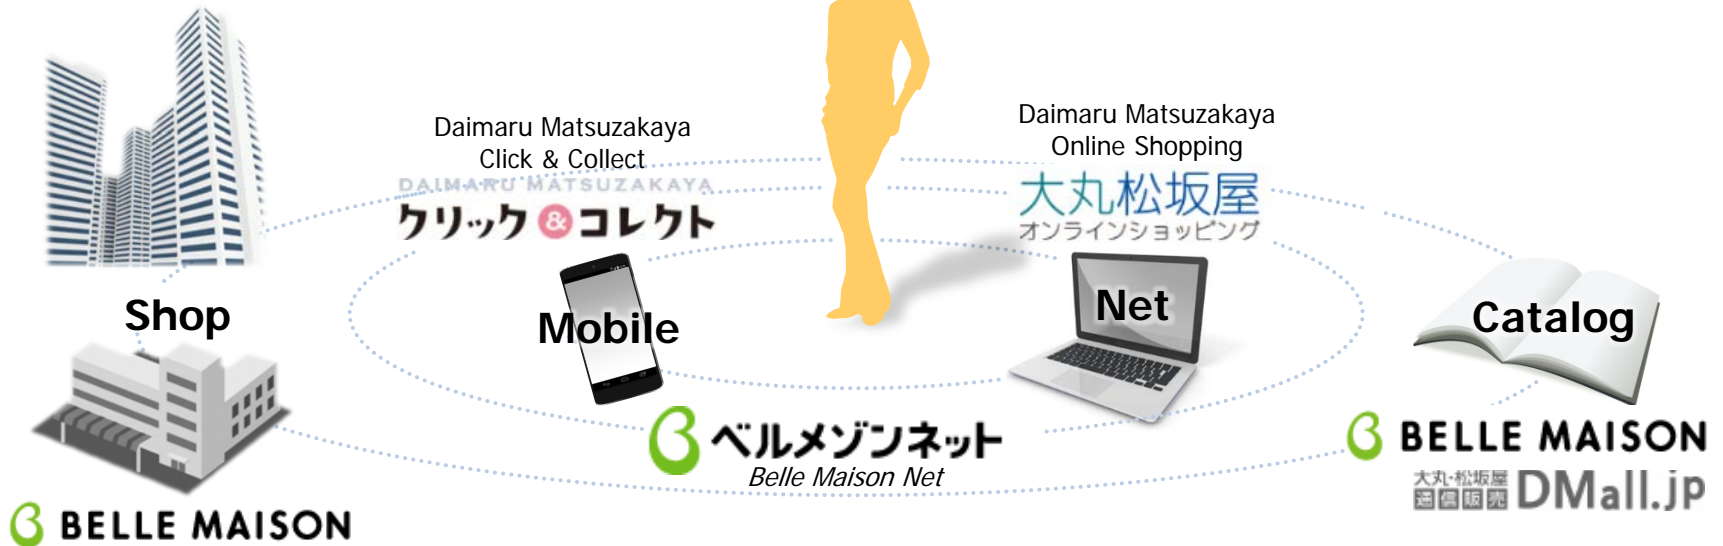 Daimaru Matsuzakaya
Click & Collect
DAIMARU MATSUZAKAYA
クリック&コレクト
Daimaru Matsuzakaya
Online Shopping
大丸松坂屋
オンラインショッピング
Shop
Mobile
Net
Catalog
ベルメゾンネット
Belle Maison Net
BELLE MAISON
大丸・松坂屋
通信販売 DMall.jp
BELLE MAISON